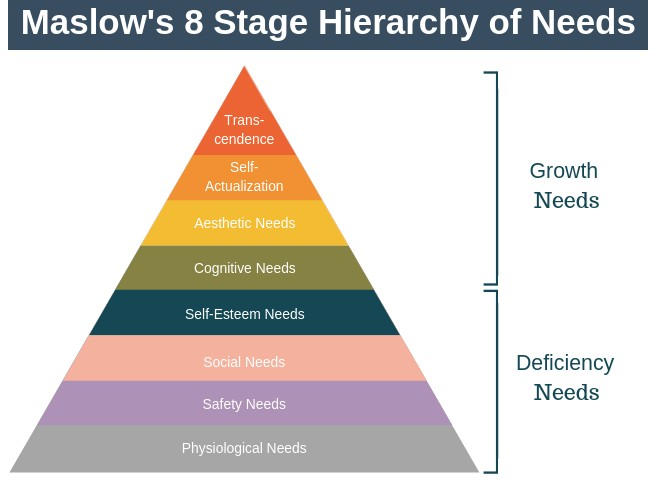 Maslow's 8 Stage Hierarchy of Needs
Trans-
cendence
Self-
Actualization
Aesthetic Needs
Cognitive Needs
Self-Esteem Needs
Social Needs
Safety Needs
Physiological Needs
Growth
Needs
Deficiency
Needs